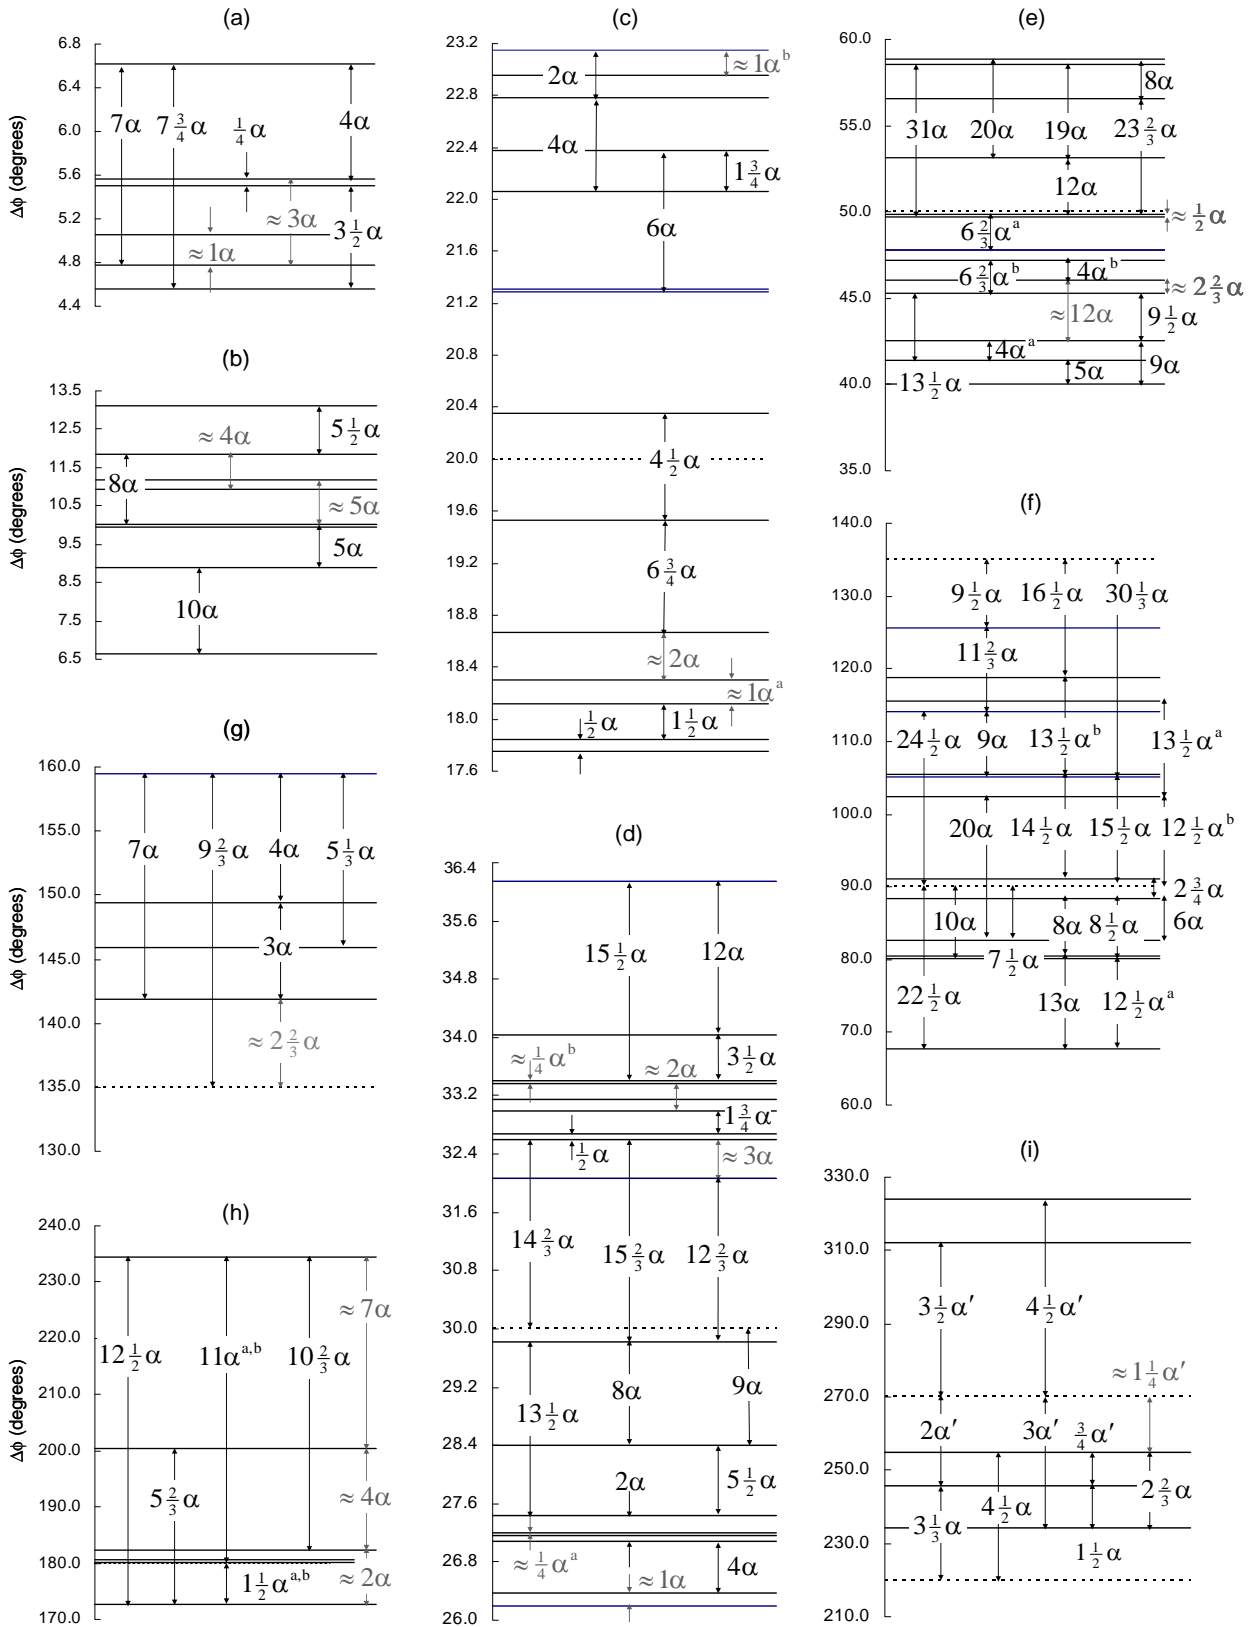 (a)
Δϕ (degrees)
6.8
6.4
6.0
5.6
5.2
4.8
4.4
7α
7 3/4 α
1/4 α
4α
≈ 3α
≈ 1α
3 1/2 α
(b)
Δϕ (degrees)
13.5
12.5
11.5
10.5
9.5
8.5
7.5
6.5
5 1/2 α
≈ 4α
8α
≈ 5α
5α
10α
(g)
Δϕ (degrees)
160.0
155.0
150.0
145.0
140.0
135.0
130.0
7α
9 2/3 α
4α
5 1/3 α
3α
≈ 2 2/3 α
(h)
Δϕ (degrees)
240.0
230.0
220.0
210.0
200.0
190.0
180.0
170.0
≈ 7α
12 1/2 α
11α^a,b
10 2/3 α
5 2/3 α
≈ 4α
1 1/2 α^a,b
≈ 2α
(c)
23.2
22.8
22.4
22.0
21.6
21.2
20.8
20.4
20.0
19.6
19.2
18.8
18.4
18.0
17.6
2α
≈ 1α^b
4α
1 3/4 α
6α
4 1/2 α
6 3/4 α
≈ 2α
≈ 1α^a
1/2 α
1 1/2 α
(d)
36.4
35.6
34.8
34.0
33.2
32.4
31.6
30.8
30.0
29.2
28.4
27.6
26.8
26.0
15 1/2 α
12α
≈ 1/4 α^b
≈ 2α
3 1/2 α
1 3/4 α
1/2 α
≈ 3α
14 2/3 α
15 2/3 α
12 2/3 α
13 1/2 α
8α
9α
2α
5 1/2 α
≈ 1/4 α^a
≈ 1α
4α
(e)
60.0
55.0
50.0
45.0
40.0
35.0
8α
31α
20α
19α
23 2/3 α
12α
≈ 1/2 α
6 2/3 α^a
6 2/3 α^b
4α^b
≈ 2 2/3 α
≈ 12α
9 1/2 α
4α^a
13 1/2 α
5α
9α
(f)
140.0
130.0
120.0
110.0
100.0
90.0
80.0
70.0
60.0
9 1/2 α
16 1/2 α
30 1/3 α
11 2/3 α
24 1/2 α
9α
13 1/2 α^b
13 1/2 α^a
20α
14 1/2 α
15 1/2 α
12 1/2 α^b
2 3/4 α
10α
8α
8 1/2 α
6α
7 1/2 α
22 1/2 α
13α
12 1/2 α^a
(i)
330.0
310.0
290.0
270.0
250.0
230.0
210.0
3 1/2 α′
4 1/2 α′
≈ 1 1/4 α′
2α′
3α′
3/4 α′
4 1/2 α
2 2/3 α
3 1/3 α
1 1/2 α